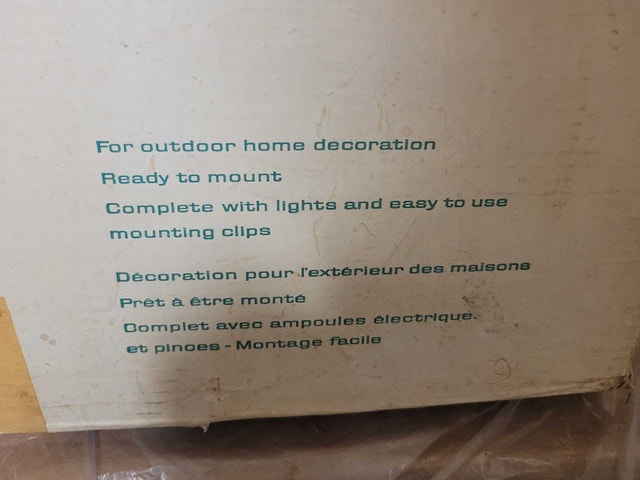 For outdoor home decoration
Ready to mount
Complete with lights and easy to use
mounting clips
Décoration pour l'extérieur des maisons
Prêt à être monté
Complet avec ampoules électrique.
et pinces - Montage facile